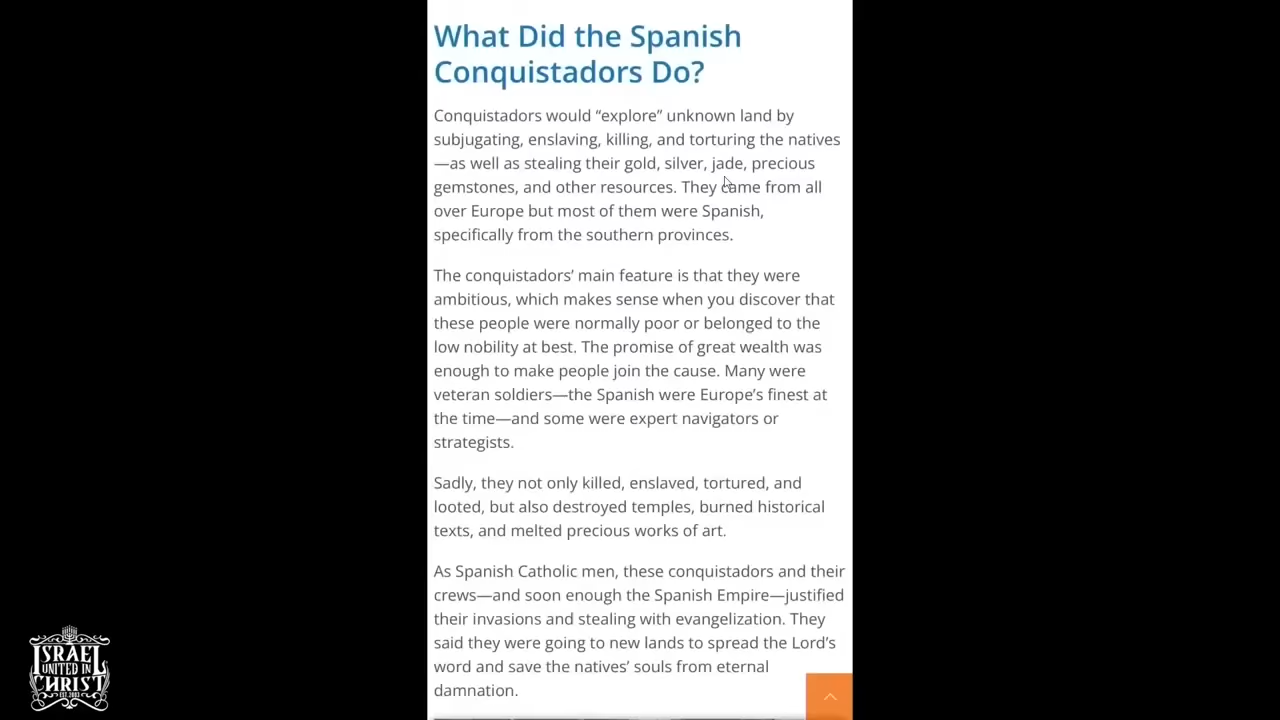 What Did the Spanish
Conquistadors Do?
Conquistadors would “explore” unknown land by
subjugating, enslaving, killing, and torturing the natives
—as well as stealing their gold, silver, jade, precious
gemstones, and other resources. They came from all
over Europe but most of them were Spanish,
specifically from the southern provinces.
The conquistadors’ main feature is that they were
ambitious, which makes sense when you discover that
these people were normally poor or belonged to the
low nobility at best. The promise of great wealth was
enough to make people join the cause. Many were
veteran soldiers—the Spanish were Europe’s finest at
the time—and some were expert navigators or
strategists.
Sadly, they not only killed, enslaved, tortured, and
looted, but also destroyed temples, burned historical
texts, and melted precious works of art.
As Spanish Catholic men, these conquistadors and their
crews—and soon enough the Spanish Empire—justified
their invasions and stealing with evangelization. They
said they were going to new lands to spread the Lord’s
word and save the natives’ souls from eternal
damnation.
ISRAEL
UNITED IN
CHRIST
EST. 2003